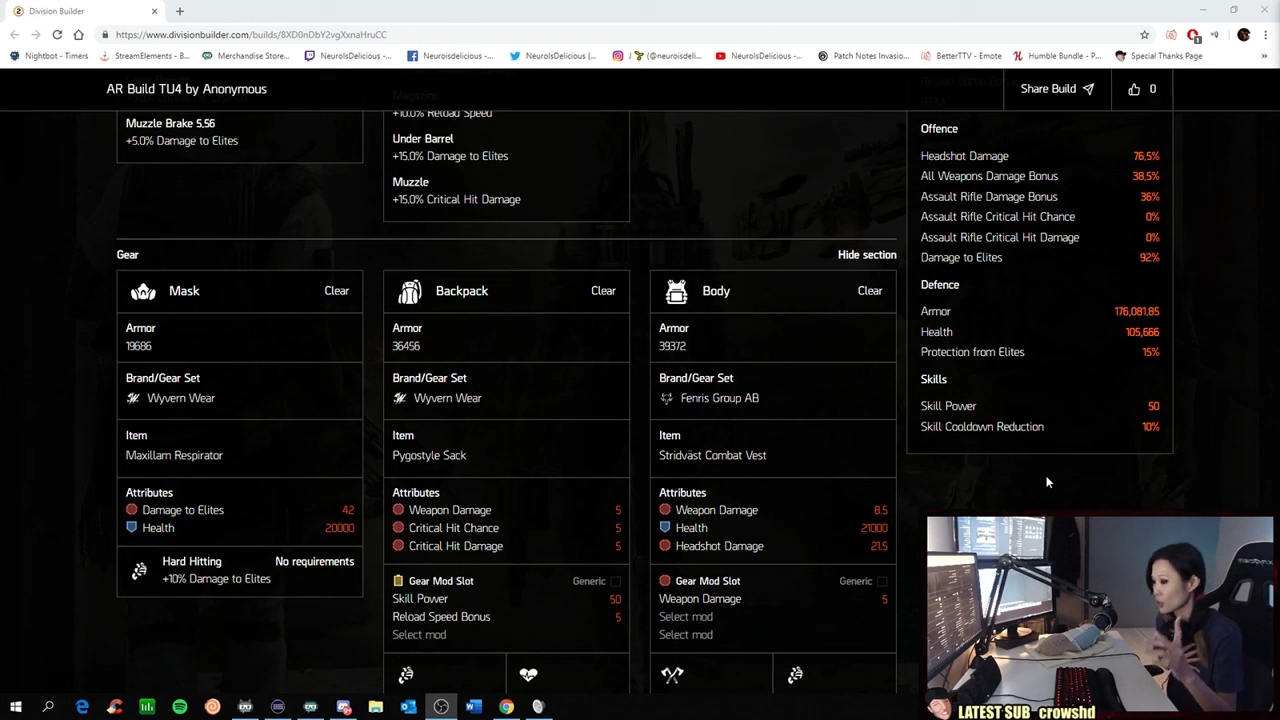 Division Builder
https://www.divisionbuilder.com/builds/8XD0nDbY2vgXxnaHruCC
Nightbot - Timers
StreamElements - B...
Merchandise Store...
NeuroIsDelicious -...
Neuroisdelicious -...
NeuroIsDelicious (...
♪ (@neuroisdeli...
NeuroIsDelicious -...
Patch Notes Invasio...
BetterTTV - Emote
Humble Bundle - P...
Special Thanks Page
AR Build TU4 by Anonymous
Share Build
0
Muzzle Brake 5,56
+5.0% Damage to Elites
Magazine
+10.0% Reload Speed
Under Barrel
+15.0% Damage to Elites
Muzzle
+15.0% Critical Hit Damage
Offence
Headshot Damage 76,5%
All Weapons Damage Bonus 38,5%
Assault Rifle Damage Bonus 36%
Assault Rifle Critical Hit Chance 0%
Assault Rifle Critical Hit Damage 0%
Damage to Elites 92%
Defence
Armor 176,081,85
Health 105,666
Protection from Elites 15%
Skills
Skill Power 50
Skill Cooldown Reduction 10%
Gear
Hide section
Mask Clear
Armor
19686
Brand/Gear Set
Wyvern Wear
Item
Maxillam Respirator
Attributes
Damage to Elites 42
Health 20000
Hard Hitting No requirements
+10% Damage to Elites
Backpack Clear
Armor
36456
Brand/Gear Set
Wyvern Wear
Item
Pygostyle Sack
Attributes
Weapon Damage 5
Critical Hit Chance 5
Critical Hit Damage 5
Gear Mod Slot Generic
Skill Power 50
Reload Speed Bonus 5
Select mod
Body Clear
Armor
39372
Brand/Gear Set
Fenris Group AB
Item
Stridväst Combat Vest
Attributes
Weapon Damage 8.5
Health 21000
Headshot Damage 21.5
Gear Mod Slot Generic
Weapon Damage 5
Select mod
Select mod
LATEST SUB crowshd